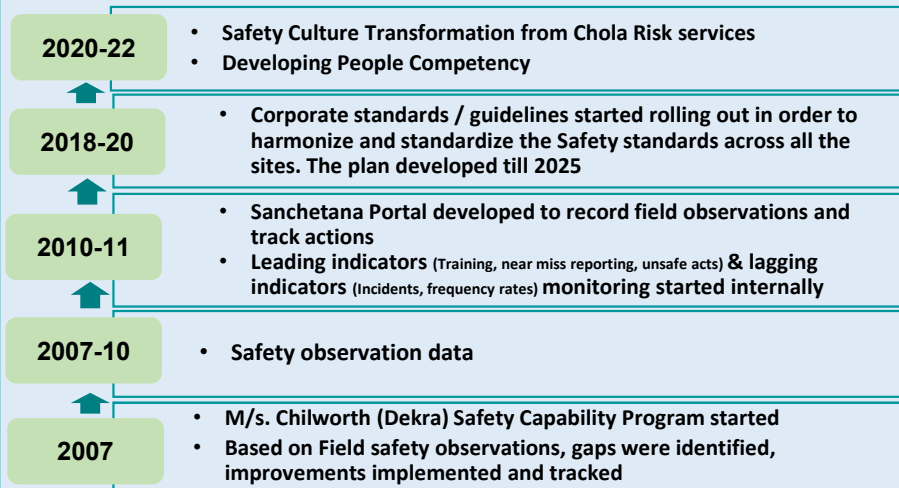 2020-22
• Safety Culture Transformation from Chola Risk services
• Developing People Competency
2018-20
• Corporate standards / guidelines started rolling out in order to
harmonize and standardize the Safety standards across all the
sites. The plan developed till 2025
2010-11
• Sanchetana Portal developed to record field observations and
track actions
• Leading indicators (Training, near miss reporting, unsafe acts) & lagging
indicators (Incidents, frequency rates) monitoring started internally
2007-10
• Safety observation data
2007
• M/s. Chilworth (Dekra) Safety Capability Program started
• Based on Field safety observations, gaps were identified,
improvements implemented and tracked